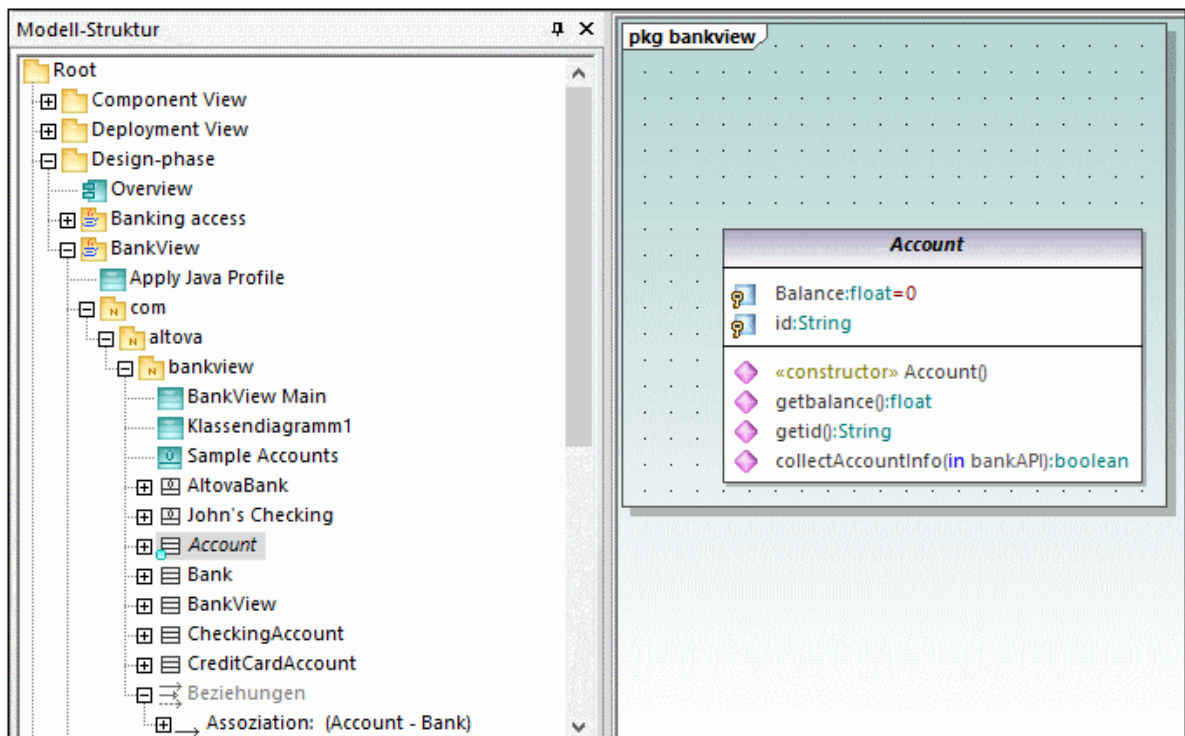 Modell-Struktur
Root
Component View
Deployment View
Design-phase
Overview
Banking access
BankView
Apply Java Profile
com
altova
bankview
BankView Main
Klassendiagramm1
Sample Accounts
AltovaBank
John's Checking
Account
Bank
BankView
CheckingAccount
CreditCardAccount
Beziehungen
Assoziation: (Account - Bank)
pkg bankview
Account
Balance:float=0
id:String
«constructor» Account()
getbalance():float
getid():String
collectAccountInfo(in bankAPI):boolean